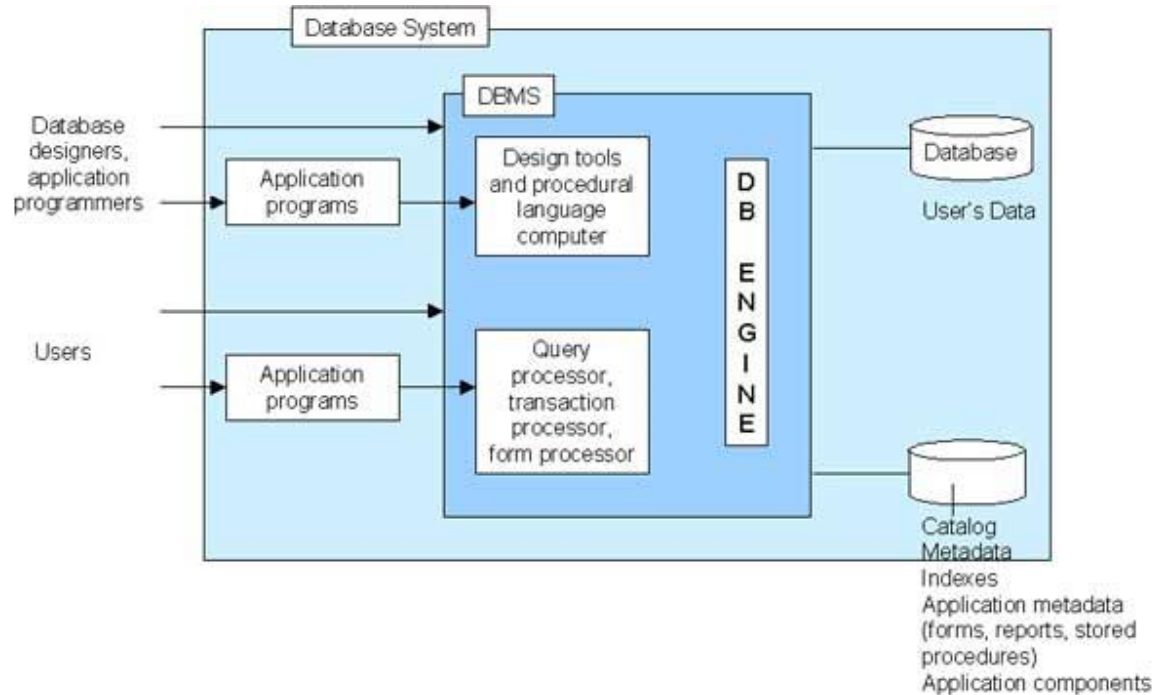 Database System
DBMS
Database
designers,
application
programmers
Application
programs
Design tools
and procedural
language
computer
DB ENGINE
Database
User's Data
Users
Application
programs
Query
processor,
transaction
processor,
form processor
Catalog
Metadata
Indexes
Application metadata
(forms, reports, stored
procedures)
Application components